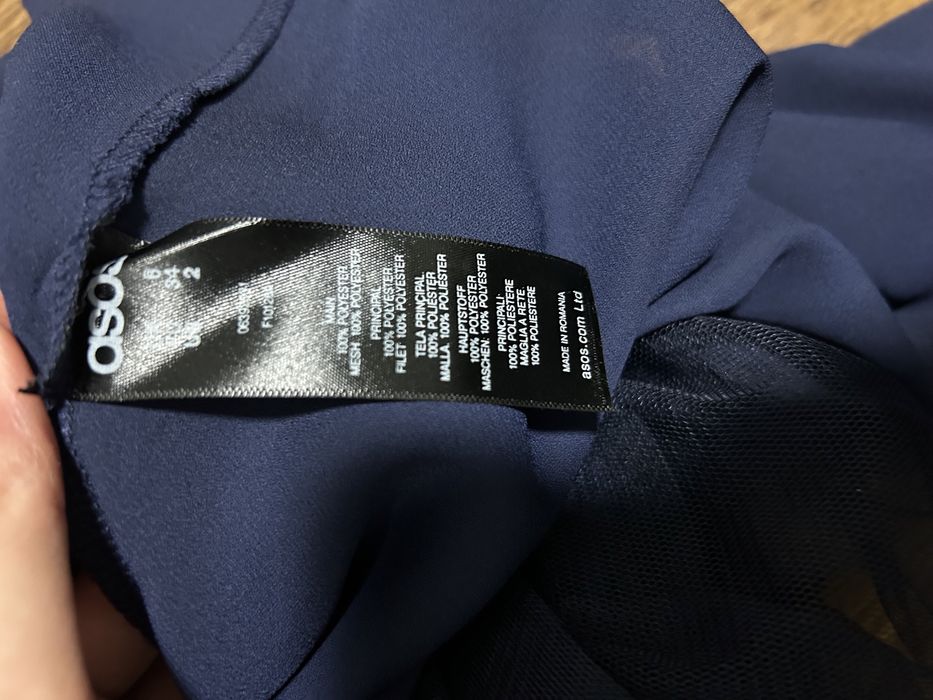 asos
6
34
2
MAIN
100% POLYESTER
MESH 100% POLYESTER
PRINCIPAL
100% POLYESTER
FILET 100% POLYESTER
TELA PRINCIPAL
100% POLIESTER
MALLA 100% POLIESTER
HAUPTSTOFF
100% POLYESTER
MASCHEN: 100% POLYESTER
PRINCIPALI:
100% POLIESTERE
MAGLIA A RETE.
100% POLIESTERE
MADE IN ROMANIA
asos.com Ltd